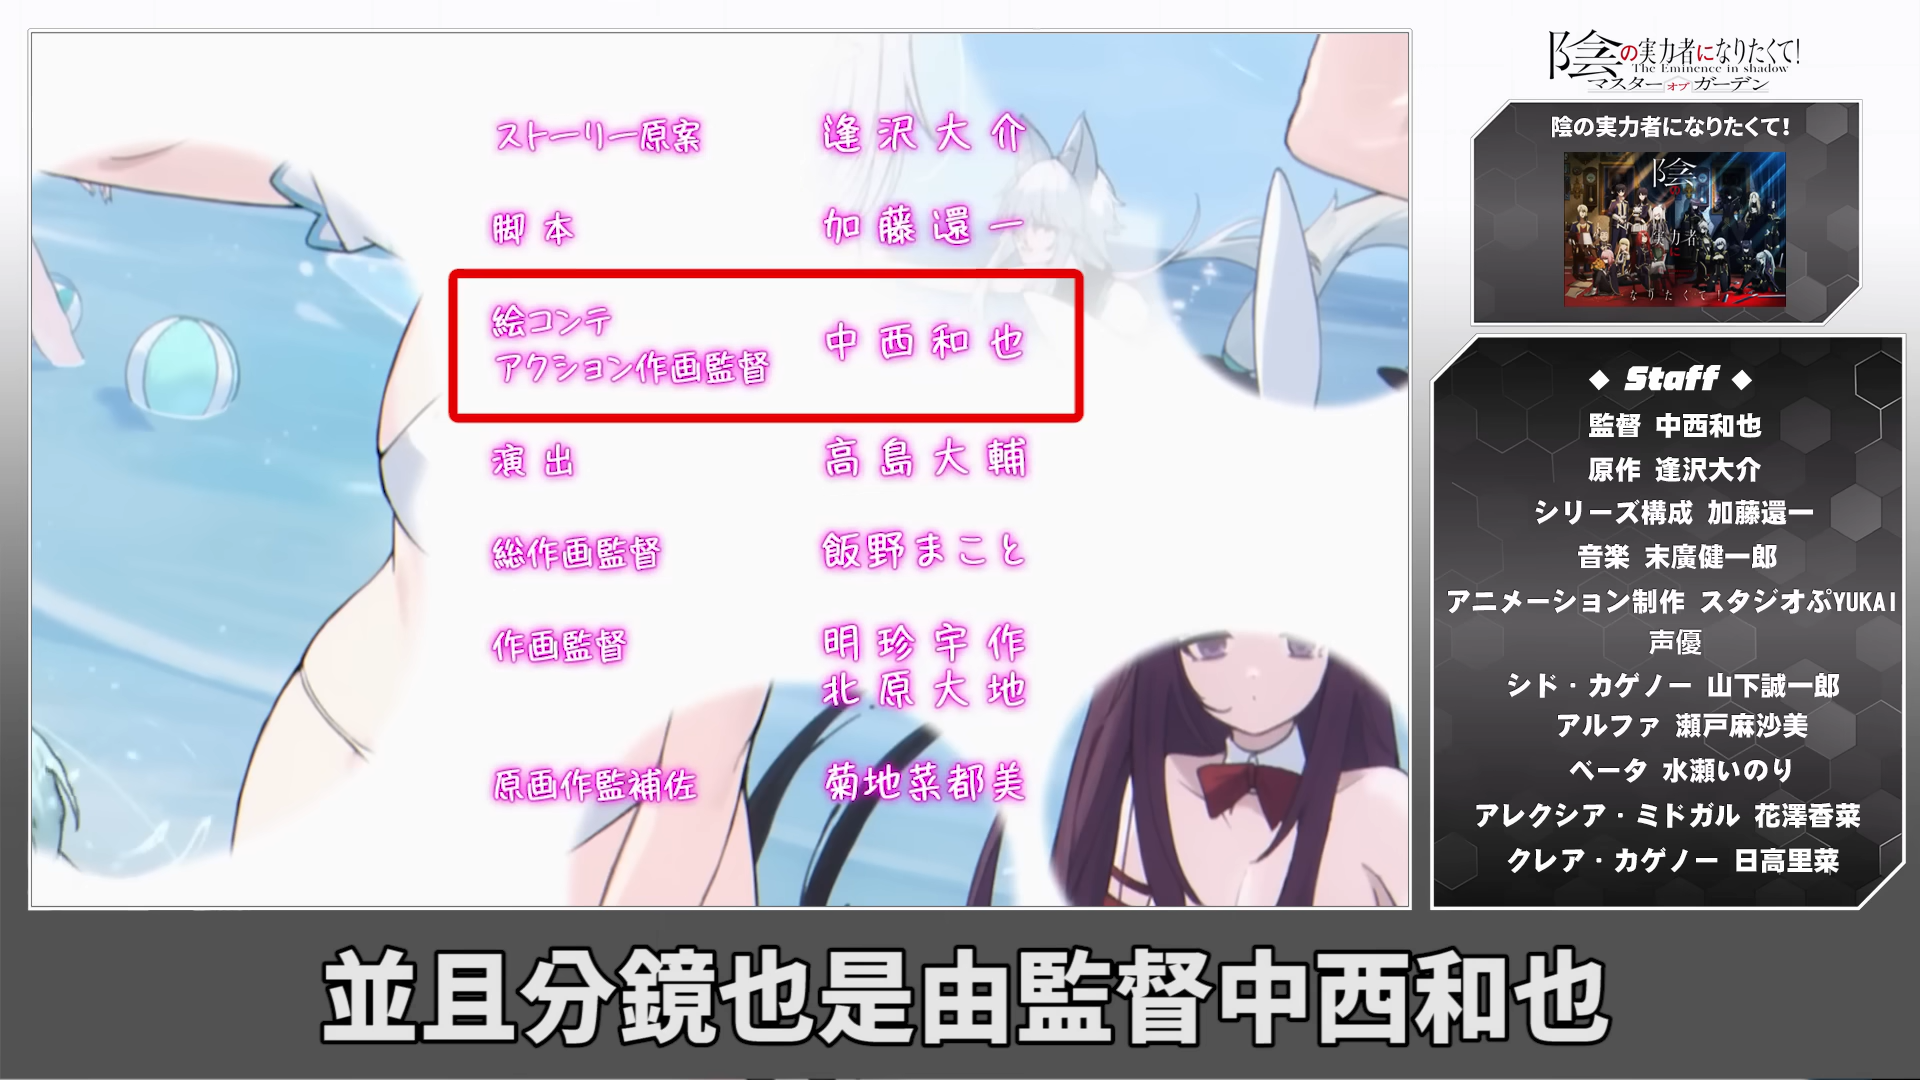 ストーリー原案 逢沢大介
脚本 加藤還一
絵コンテ
アクション作画監督 中西和也
演出 高島大輔
総作画監督 飯野まこと
作画監督 明珍宇作
北原大地
原画作監補佐 菊地菜都美
陰の実力者になりたくて!
The Eminence in shadow
マスターオブガーデン
陰の実力者になりたくて!
陰の
実力者
に
なりたくて!
◆ Staff ◆
監督 中西和也
原作 逢沢大介
シリーズ構成 加藤還一
音楽 末廣健一郎
アニメーション制作 スタジオぷYUKAI
声優
シド・カゲノー 山下誠一郎
アルファ 瀬戸麻沙美
ベータ 水瀬いのり
アレクシア・ミドガル 花澤香菜
クレア・カゲノー 日高里菜
並且分鏡也是由監督中西和也